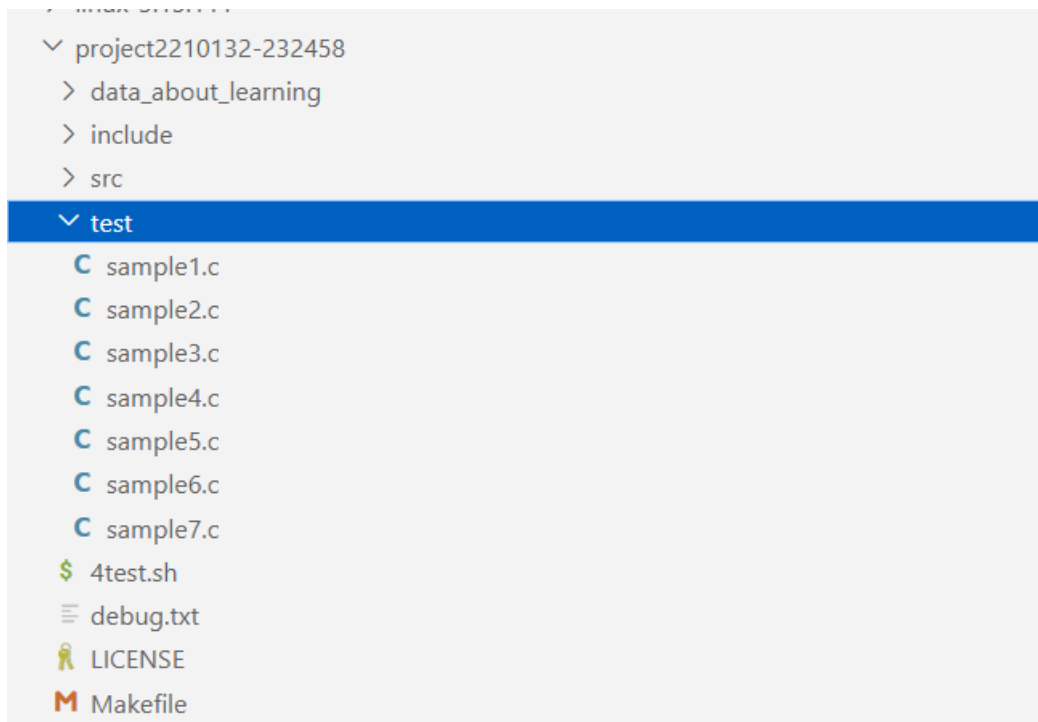 project2210132-232458
data_about_learning
include
src
test
C sample1.c
C sample2.c
C sample3.c
C sample4.c
C sample5.c
C sample6.c
C sample7.c
$ 4test.sh
debug.txt
LICENSE
M Makefile